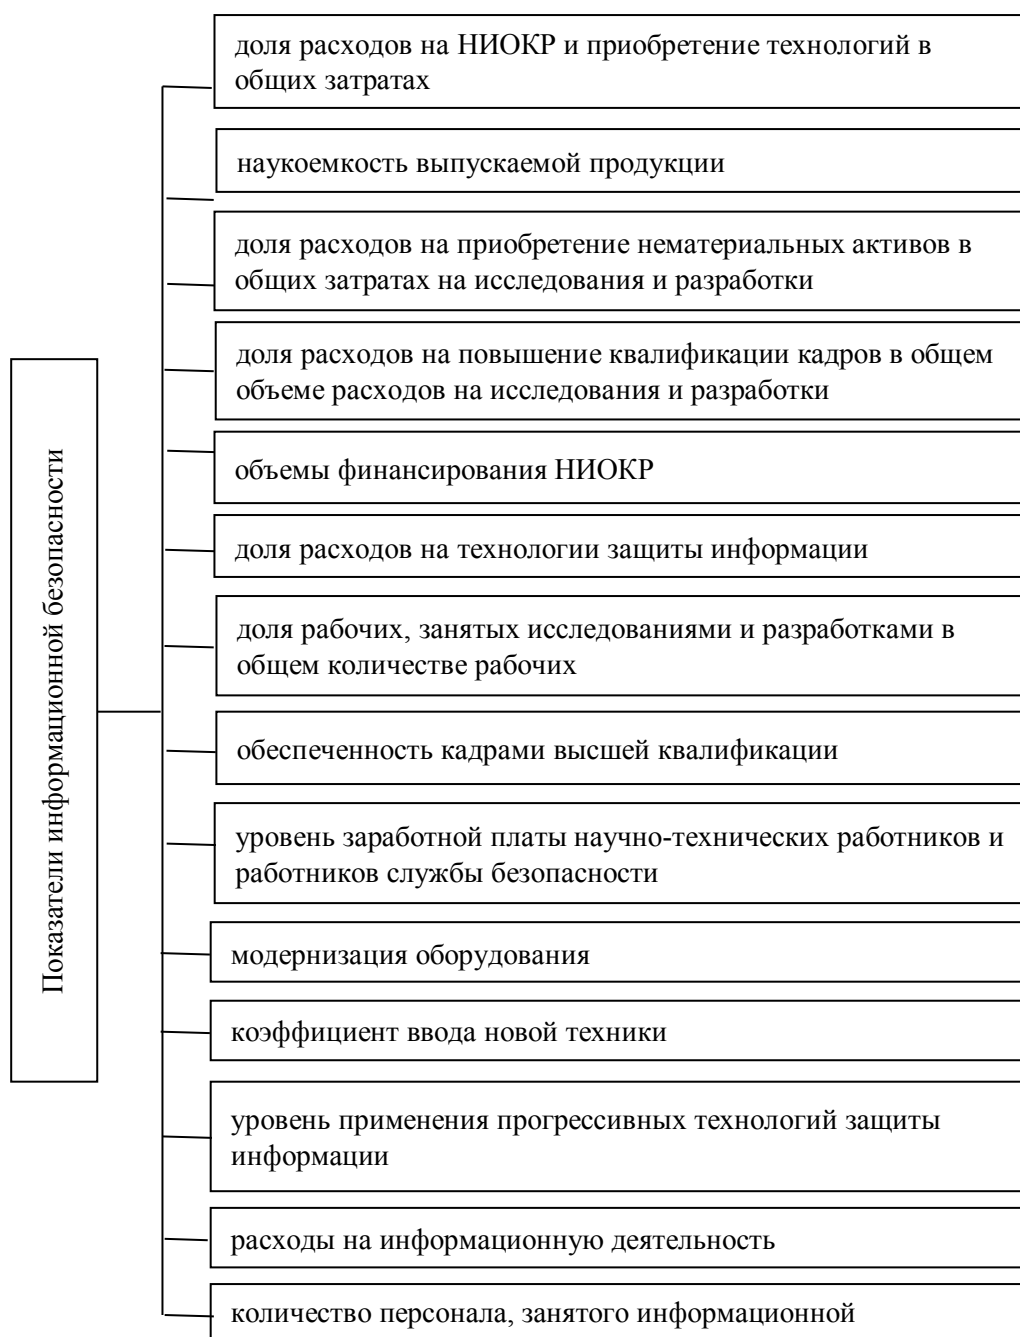 доля расходов на НИОКР и приобретение технологий в
общих затратах
наукоемкость выпускаемой продукции
доля расходов на приобретение нематериальных активов в
общих затратах на исследования и разработки
доля расходов на повышение квалификации кадров в общем
объеме расходов на исследования и разработки
объемы финансирования НИОКР
доля расходов на технологии защиты информации
доля рабочих, занятых исследованиями и разработками в
общем количестве рабочих
обеспеченность кадрами высшей квалификации
уровень заработной платы научно-технических работников и
работников службы безопасности
модернизация оборудования
коэффициент ввода новой техники
уровень применения прогрессивных технологий защиты
информации
расходы на информационную деятельность
количество персонала, занятого информационной
Показатели информационной безопасности